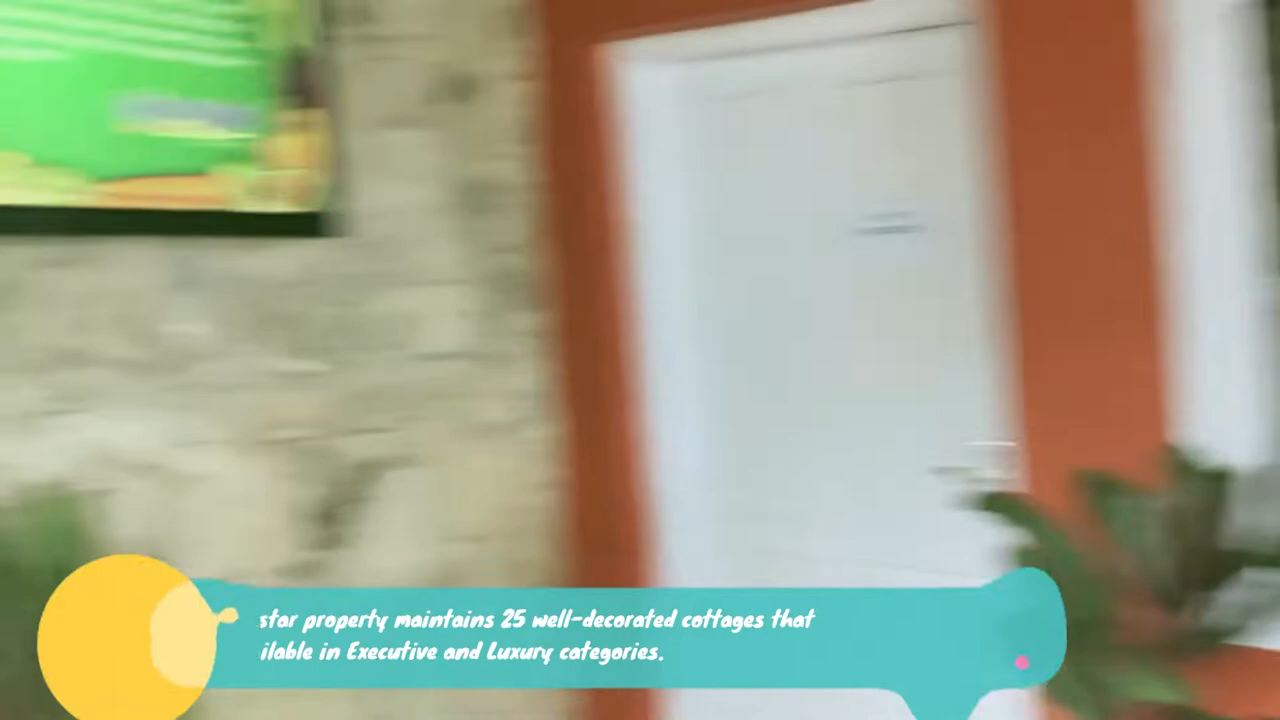 star property maintains 25 well-decorated cottages that
ilable in Executive and Luxury categories.